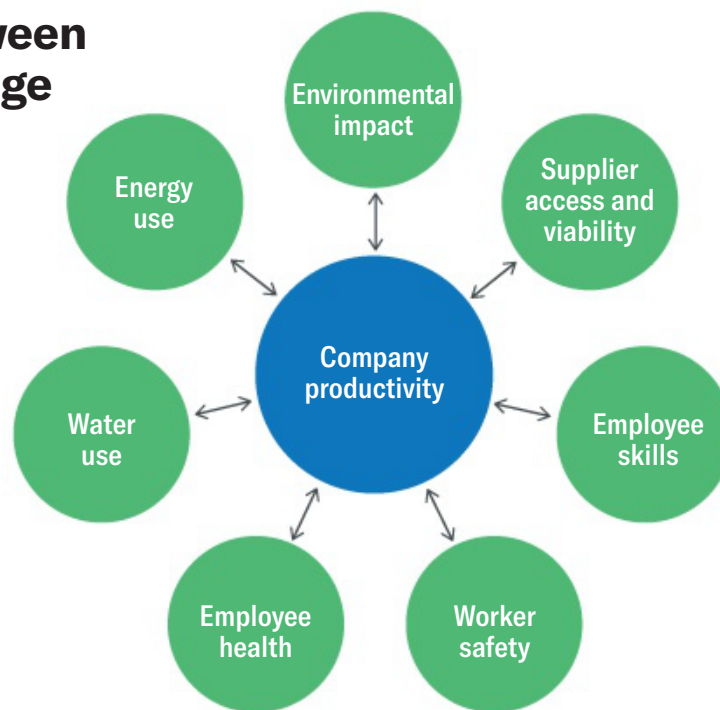 ween
ge
Environmental
impact
Supplier
access and
viability
Energy
use
Company
productivity
Water
use
Employee
skills
Employee
health
Worker
safety